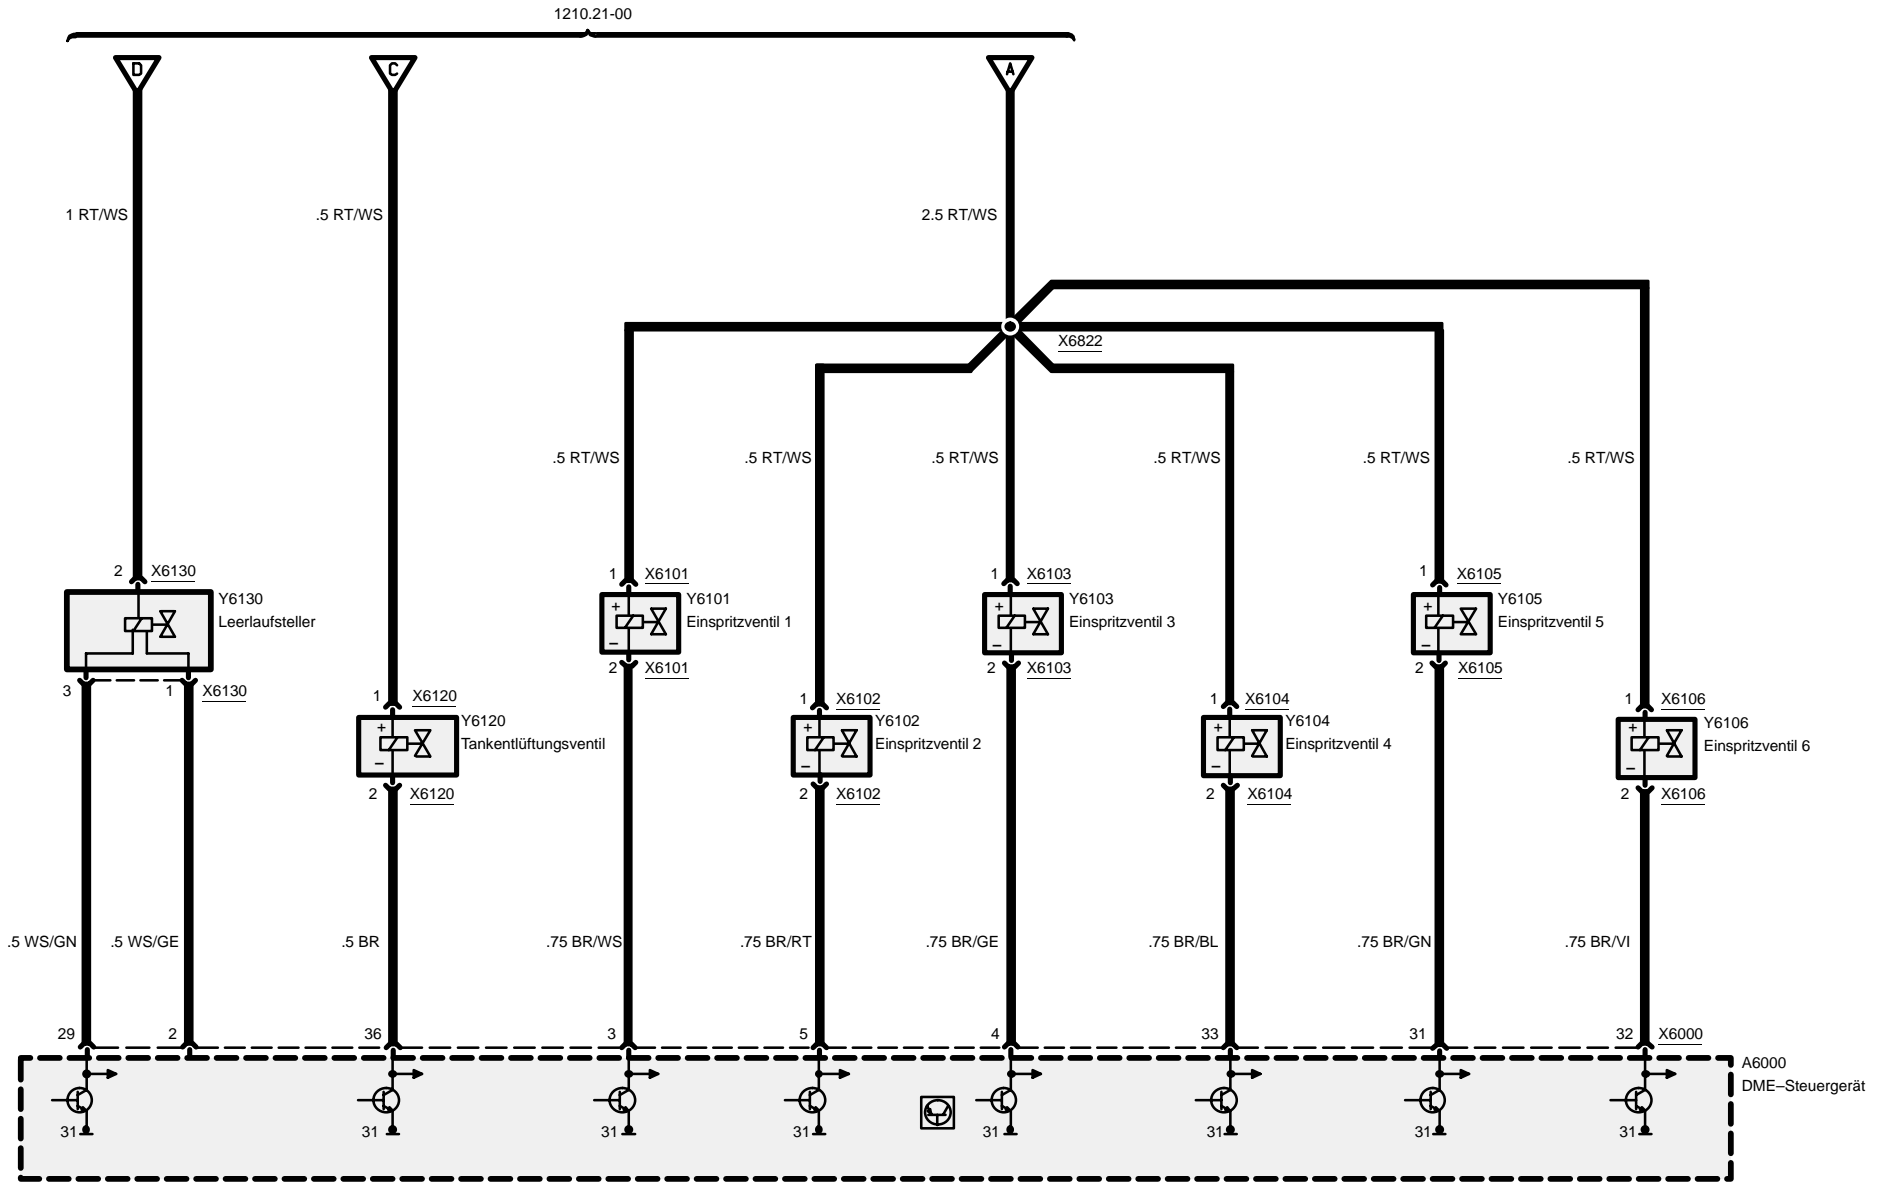 1210.21-00
D
C
A
1 RT/WS
.5 RT/WS
2.5 RT/WS
X6822
.5 RT/WS
.5 RT/WS
.5 RT/WS
.5 RT/WS
.5 RT/WS
.5 RT/WS
2 X6130
1 X6101
1 X6103
1 X6105
Y6130
Leerlaufsteller
+
–
Y6101
Einspritzventil 1
+
–
Y6103
Einspritzventil 3
+
–
Y6105
Einspritzventil 5
2 X6101
2 X6103
2 X6105
3
1 X6130
1 X6120
1 X6102
1 X6104
1 X6106
+
–
Y6120
Tankentlüftungsventil
+
–
Y6102
Einspritzventil 2
+
–
Y6104
Einspritzventil 4
+
–
Y6106
Einspritzventil 6
2 X6120
2 X6102
2 X6104
2 X6106
.5 WS/GN
.5 WS/GE
.5 BR
.75 BR/WS
.75 BR/RT
.75 BR/GE
.75 BR/BL
.75 BR/GN
.75 BR/VI
29
2
36
3
5
4
33
31
32 X6000
A6000
DME–Steuergerät
31
31
31
31
31
31
31
31